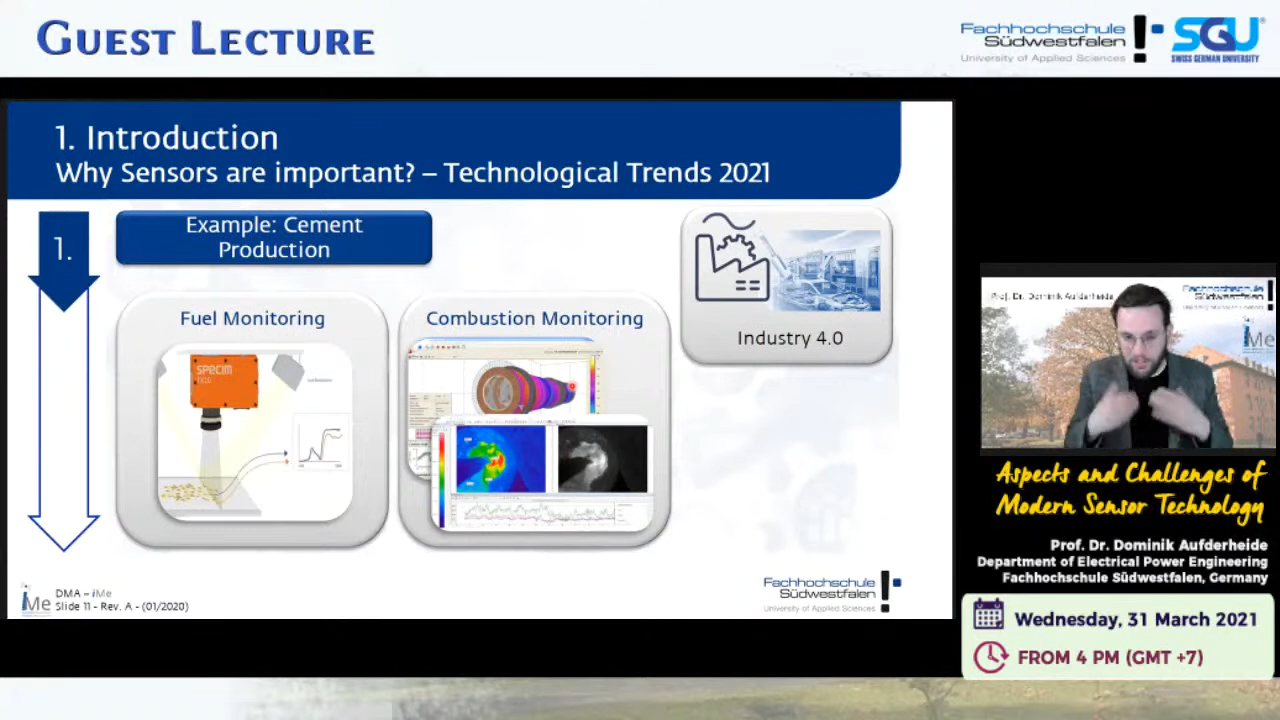 GUEST LECTURE
Fachhochschule
Südwestfalen
University of Applied Sciences
SGU
SWISS GERMAN UNIVERSITY
1. Introduction
Why Sensors are important? – Technological Trends 2021
1.
Example: Cement
Production
Fuel Monitoring
SPECIM
FX10
Combustion Monitoring
Industry 4.0
Prof. Dr. Dominik Aufderheide
Fachhochschule
Südwestfalen
iMe
Aspects and Challenges of
Modern Sensor Technology
Prof. Dr. Dominik Aufderheide
Department of Electrical Power Engineering
Fachhochschule Südwestfalen, Germany
Wednesday, 31 March 2021
FROM 4 PM (GMT +7)
iMe
DMA – iMe
Slide 11 - Rev. A - (01/2020)
Fachhochschule
Südwestfalen
University of Applied Sciences